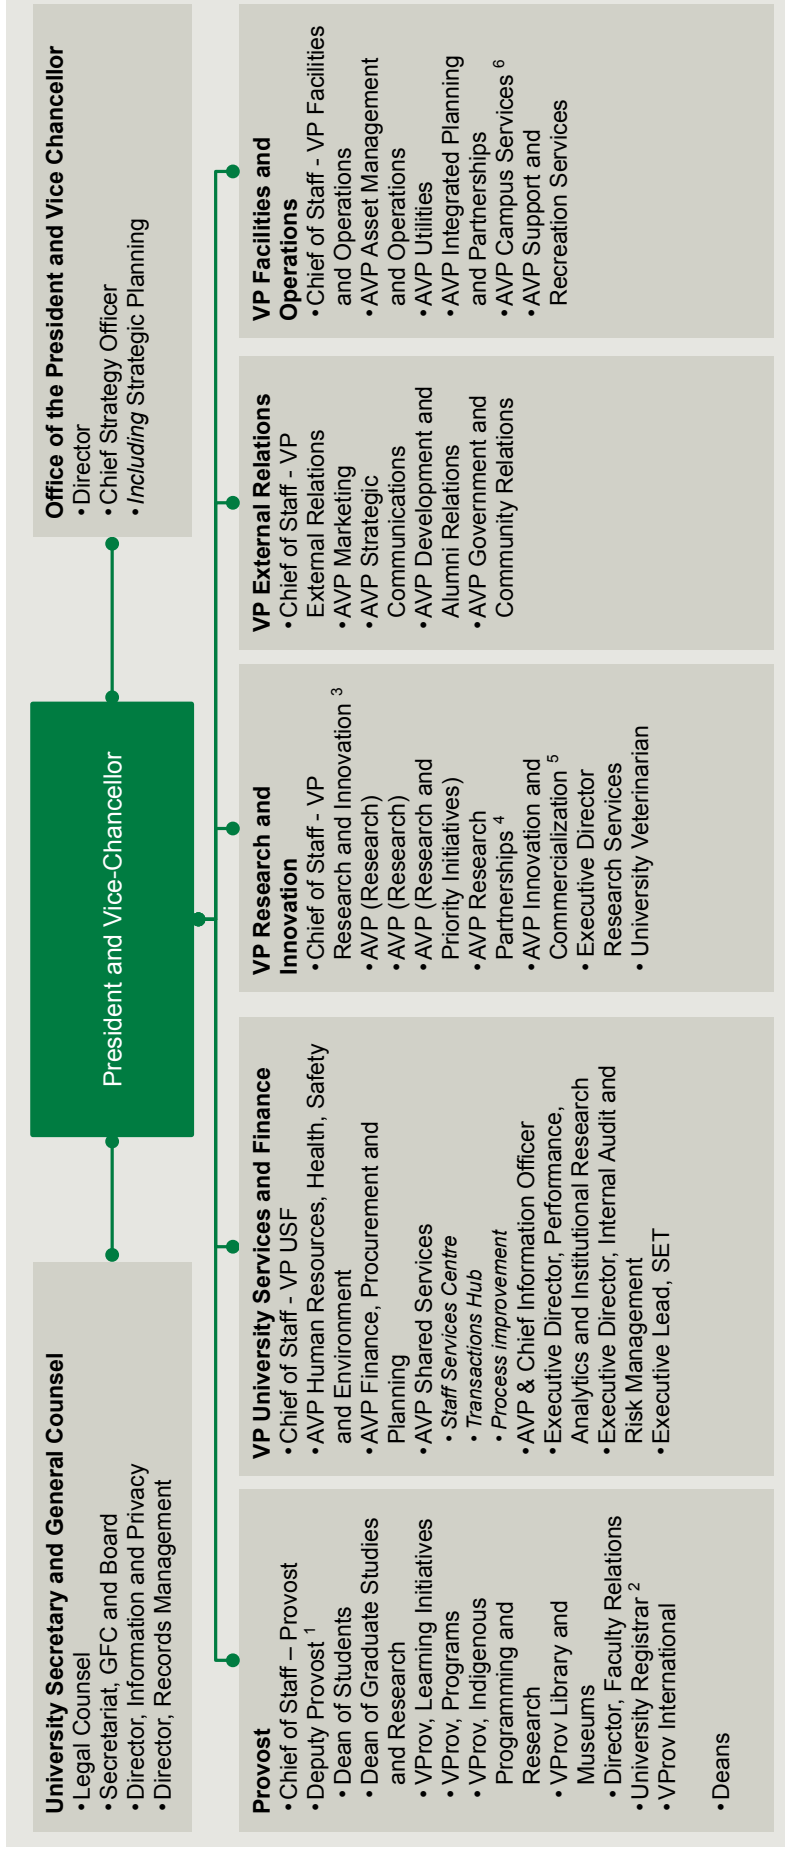 University Secretary and General Counsel
•Legal Counsel
•Secretariat, GFC and Board
•Director, Information and Privacy
•Director, Records Management
President and Vice-Chancellor
Office of the President and Vice Chancellor
•Director
•Chief Strategy Officer
•Including Strategic Planning
Provost
•Chief of Staff – Provost
•Deputy Provost 1
•Dean of Students
•Dean of Graduate Studies
and Research
•VProv, Learning Initiatives
•VProv, Programs
•VProv, Indigenous
Programming and
Research
•VProv Library and
Museums
•Director, Faculty Relations
•University Registrar 2
•VProv International
•Deans
VP University Services and Finance
•Chief of Staff - VP USF
•AVP Human Resources, Health, Safety
and Environment
•AVP Finance, Procurement and
Planning
•AVP Shared Services
•Staff Services Centre
•Transactions Hub
•Process improvement
•AVP & Chief Information Officer
•Executive Director, Performance,
Analytics and Institutional Research
•Executive Director, Internal Audit and
Risk Management
•Executive Lead, SET
VP Research and
Innovation
•Chief of Staff - VP
Research and Innovation 3
•AVP (Research)
•AVP (Research)
•AVP (Research and
Priority Initiatives)
•AVP Research
Partnerships 4
•AVP Innovation and
Commercialization 5
•Executive Director
Research Services
•University Veterinarian
VP External Relations
•Chief of Staff - VP
External Relations
•AVP Marketing
•AVP Strategic
Communications
•AVP Development and
Alumni Relations
•AVP Government and
Community Relations
VP Facilities and
Operations
•Chief of Staff - VP Facilities
and Operations
•AVP Asset Management
and Operations
•AVP Utilities
•AVP Integrated Planning
and Partnerships
•AVP Campus Services 6
•AVP Support and
Recreation Services